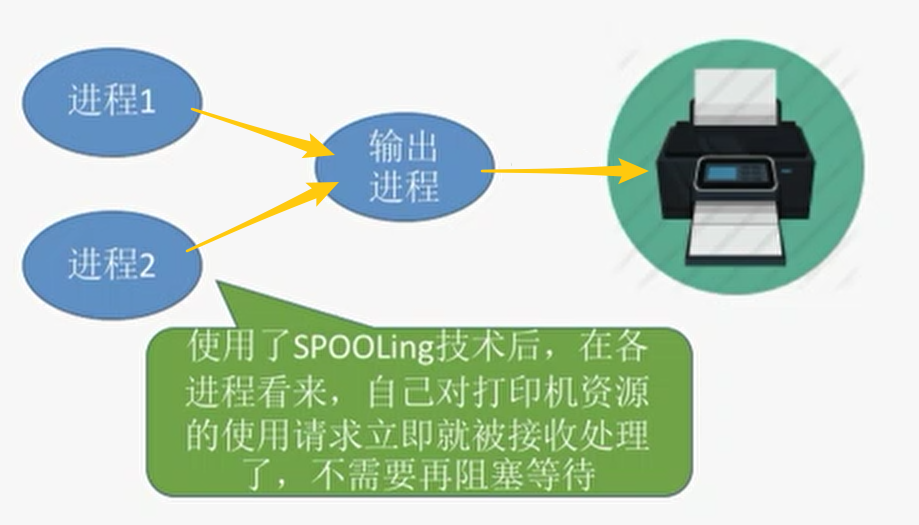 进程1
输出
进程
进程2
使用了SPOOLing技术后，在各
进程看来，自己对打印机资源
的使用请求立即就被接收处理
了，不需要再阻塞等待